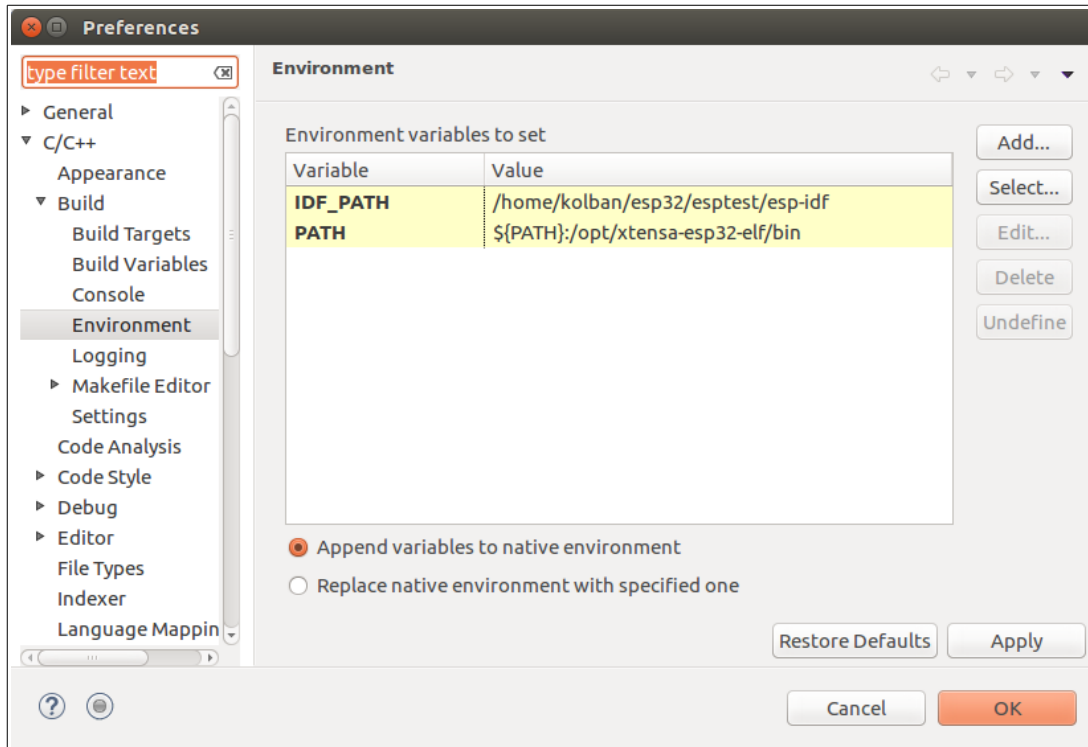 Preferences
type filter text
General
C/C++
Appearance
Build
Build Targets
Build Variables
Console
Environment
Logging
Makefile Editor
Settings
Code Analysis
Code Style
Debug
Editor
File Types
Indexer
Language Mappin
Environment
Environment variables to set
Variable Value
IDF_PATH /home/kolban/esp32/esptest/esp-idf
PATH ${PATH}:/opt/xtensa-esp32-elf/bin
Add...
Select...
Edit...
Delete
Undefine
Append variables to native environment
Replace native environment with specified one
Restore Defaults Apply
? Cancel OK